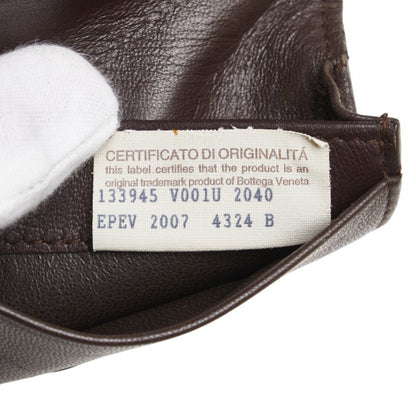 CERTIFICATO DI ORIGINALITÁ
this label certifies that the product is an
original trademark product of Bottega Veneta
133945 V001U 2040
EPEV 2007 4324 B